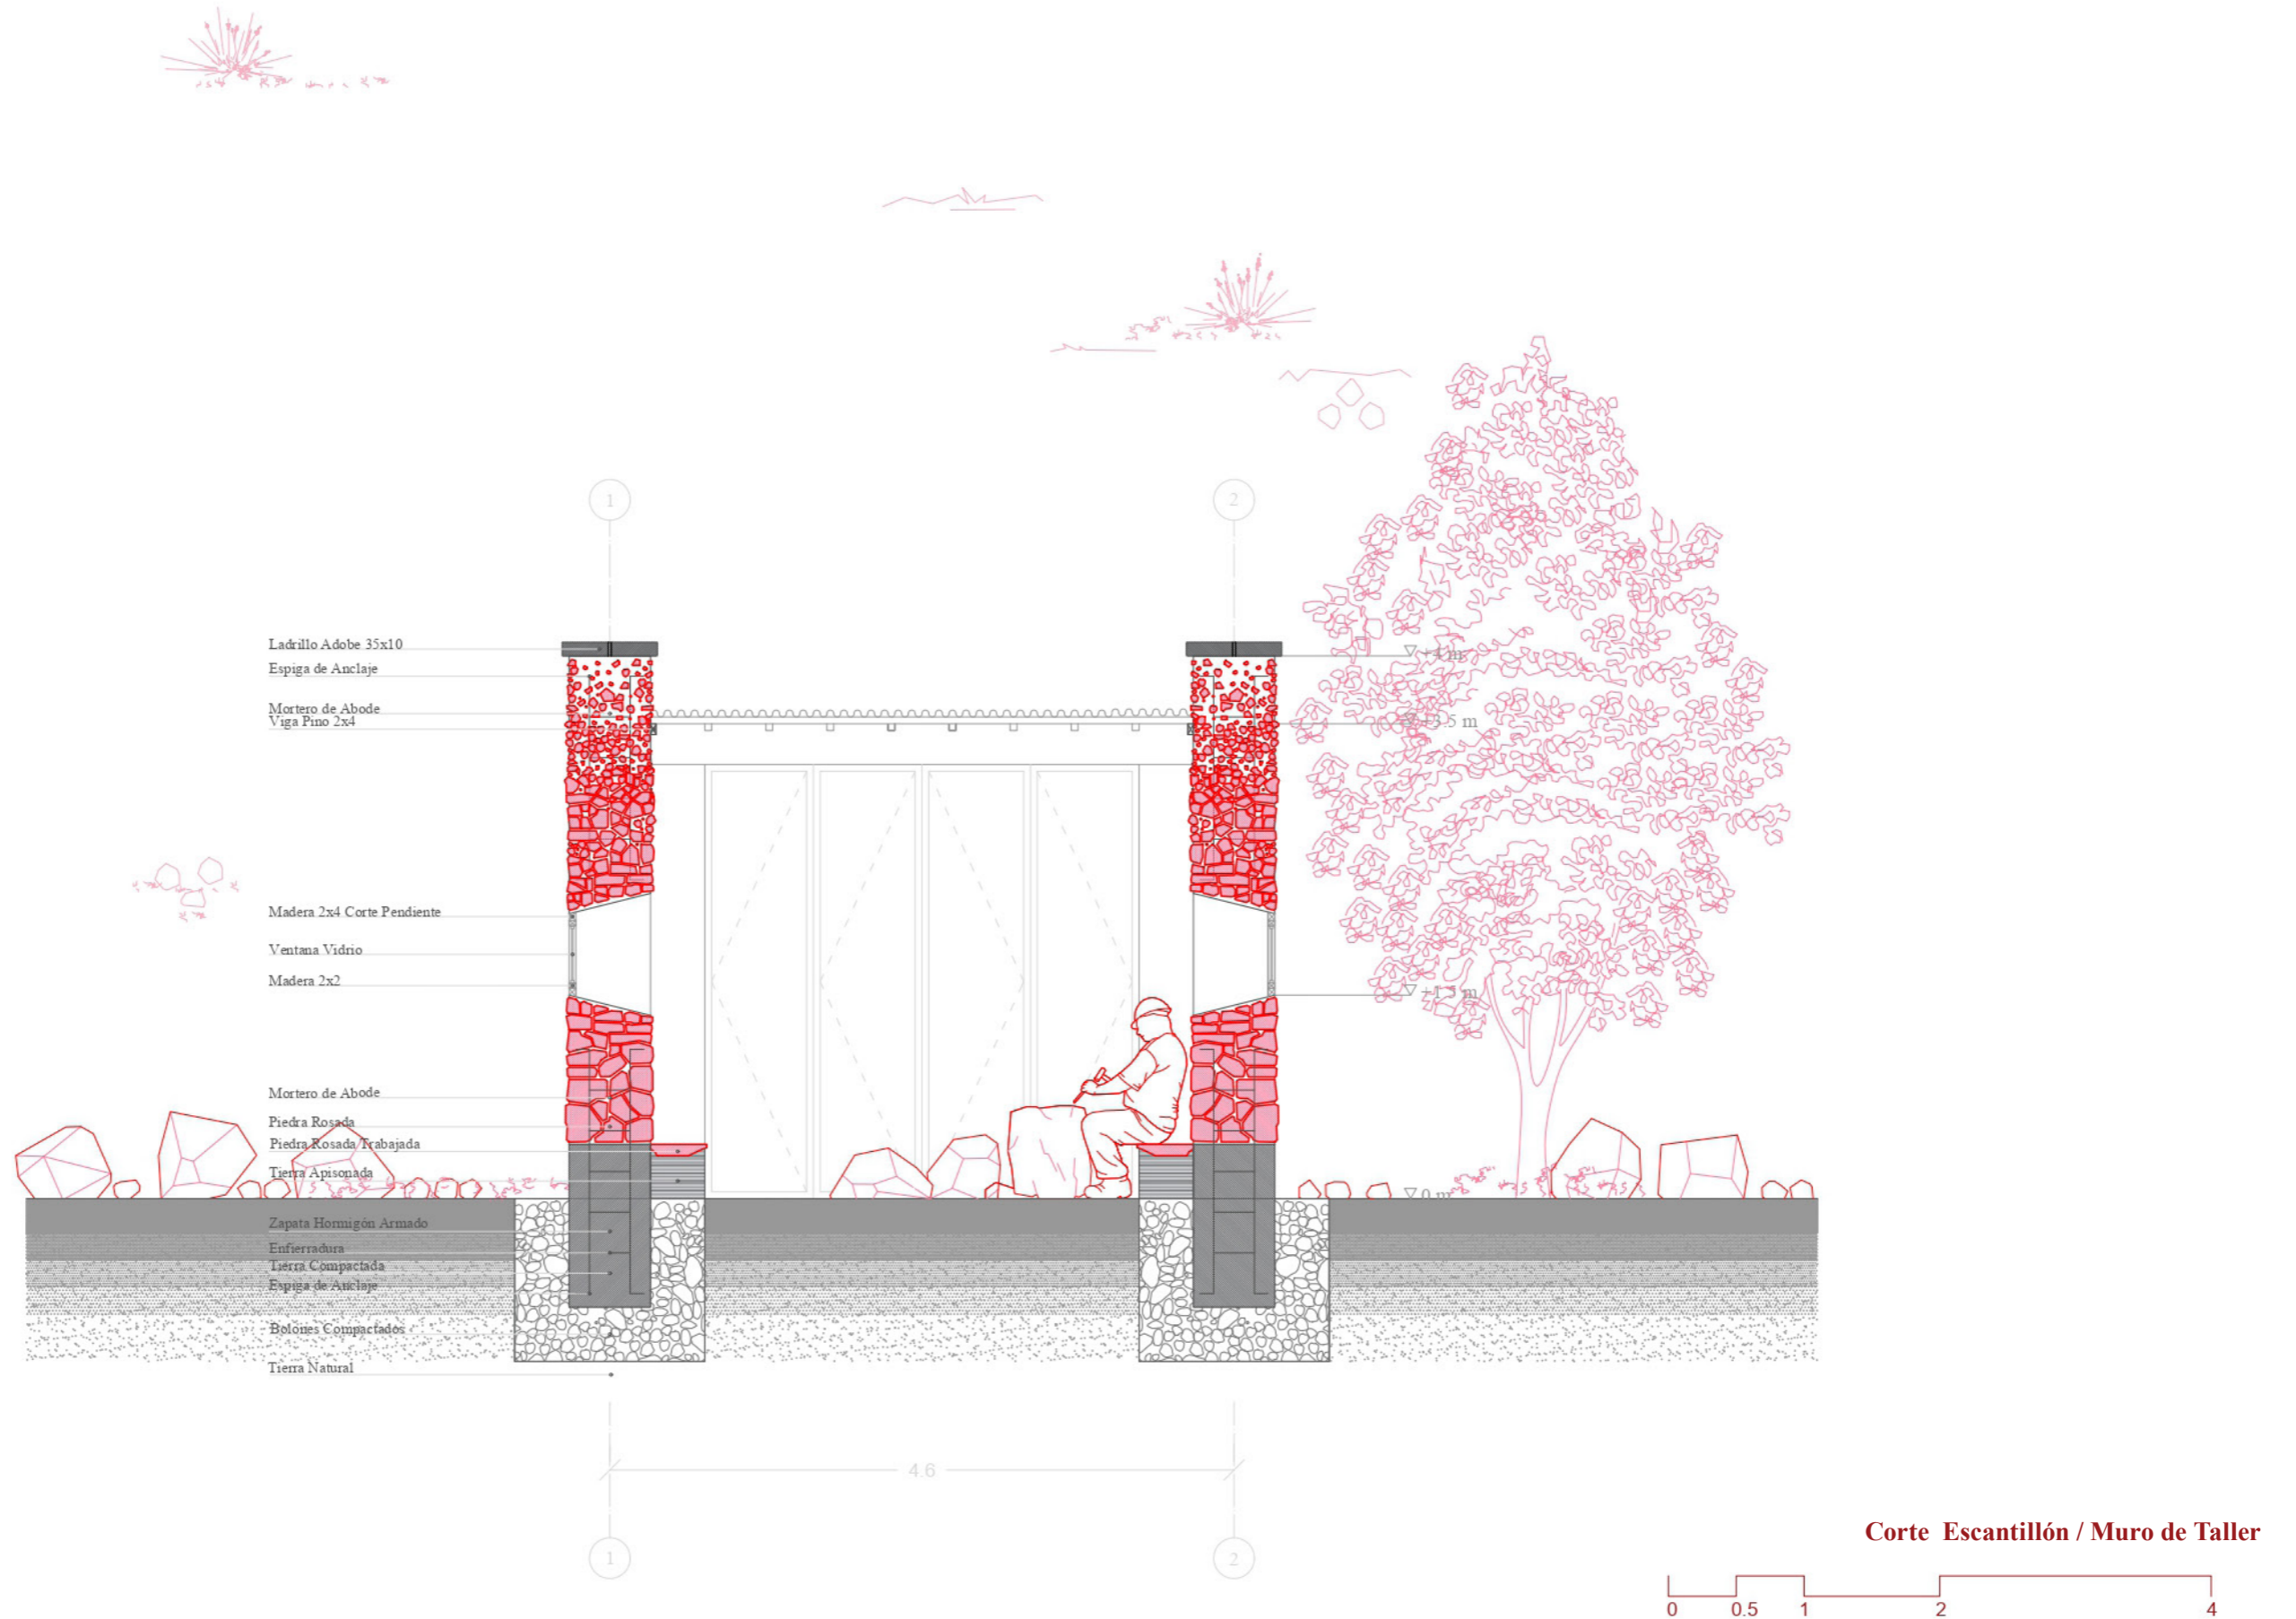 1
2
Ladrillo Adobe 35x10
Espiga de Anclaje
Mortero de Abode
Viga Pino 2x4
+4 m
+3.5 m
Madera 2x4 Corte Pendiente
Ventana Vidrio
Madera 2x2
+1.5 m
Mortero de Abode
Piedra Rosada
Piedra Rosada Trabajada
Tierra Apisonada
0 m
Zapata Hormigón Armado
Enfierradura
Tierra Compactada
Espiga de Anclaje
Bolones Compactados
Tierra Natural
4.6
1
2
Corte Escantillón / Muro de Taller
0 0.5 1 2 4